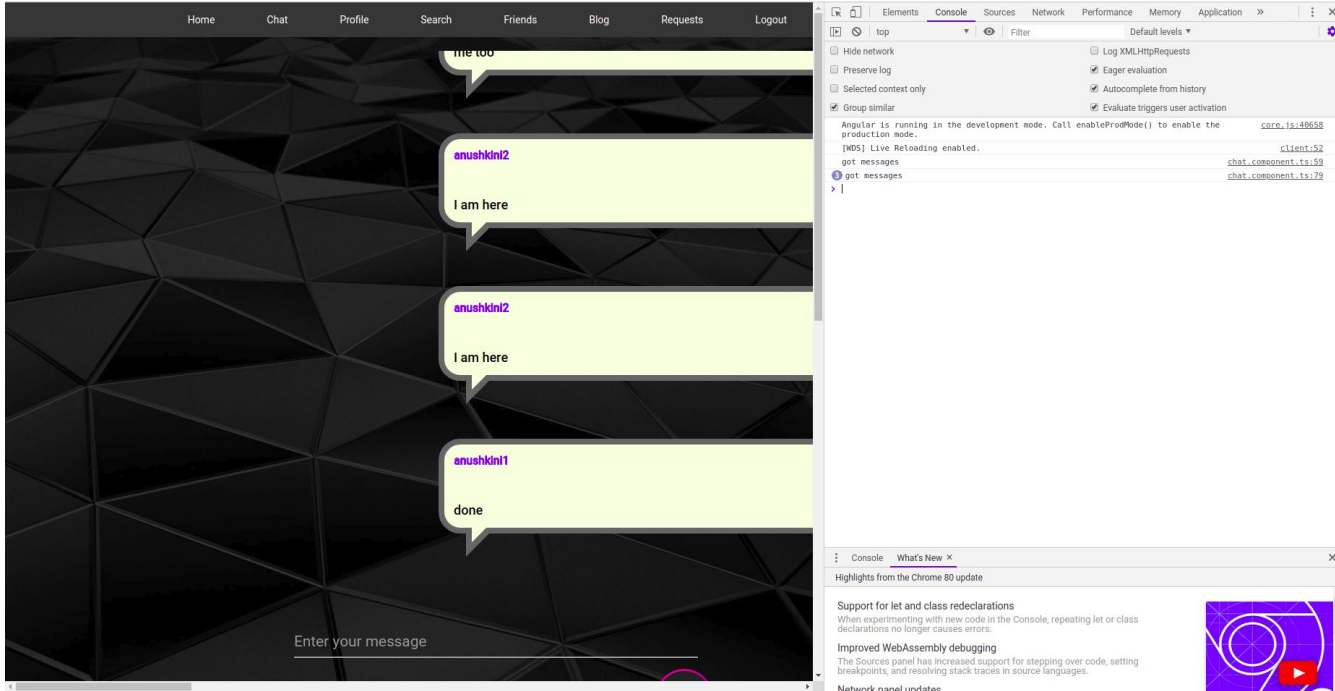 Home Chat Profile Search Friends Blog Requests Logout
me too
anushkini2
I am here
anushkini2
I am here
anushkini1
done
Enter your message
Elements Console Sources Network Performance Memory Application »
top Filter Default levels
Hide network Log XMLHttpRequests
Preserve log Eager evaluation
Selected context only Autocomplete from history
Group similar Evaluate triggers user activation
Angular is running in the development mode. Call enableProdMode() to enable the core.js:40658
production mode.
[WDS] Live Reloading enabled. client:52
got messages chat.component.ts:59
3 got messages chat.component.ts:79
>
Console What's New ×
Highlights from the Chrome 80 update
Support for let and class redeclarations
When experimenting with new code in the Console, repeating let or class
declarations no longer causes errors.
Improved WebAssembly debugging
The Sources panel has increased support for stepping over code, setting
breakpoints, and resolving stack traces in source languages.
Network panel updates